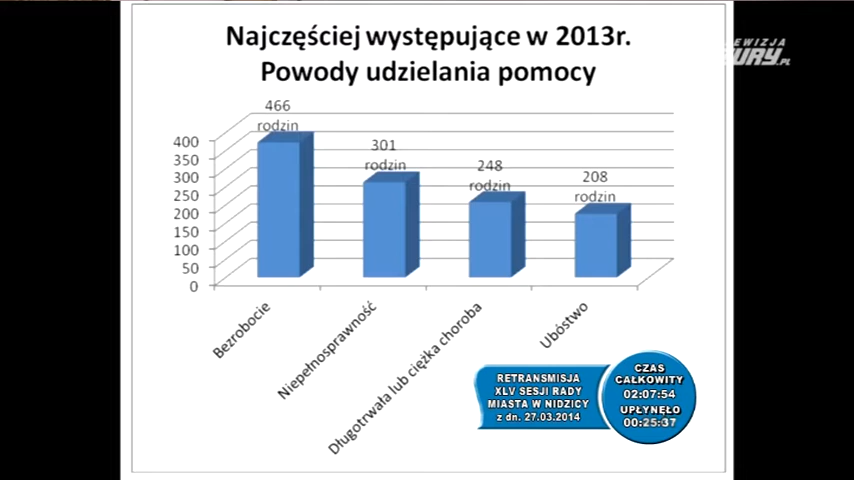 Najczęściej występujące w 2013r.
Powody udzielania pomocy
466
rodzin
301
rodzin
248
rodzin
208
rodzin
400
350
300
250
200
150
100
50
0
Bezrobocie
Niepełnosprawność
Długotrwała lub ciężka choroba
Ubóstwo
RETRANSMISJA
XLV SESJI RADY
MIASTA W NIDZICY
z dn. 27.03.2014
CZAS
CAŁKOWITY
02:07:54
UPŁYNĘŁO
00:25:37